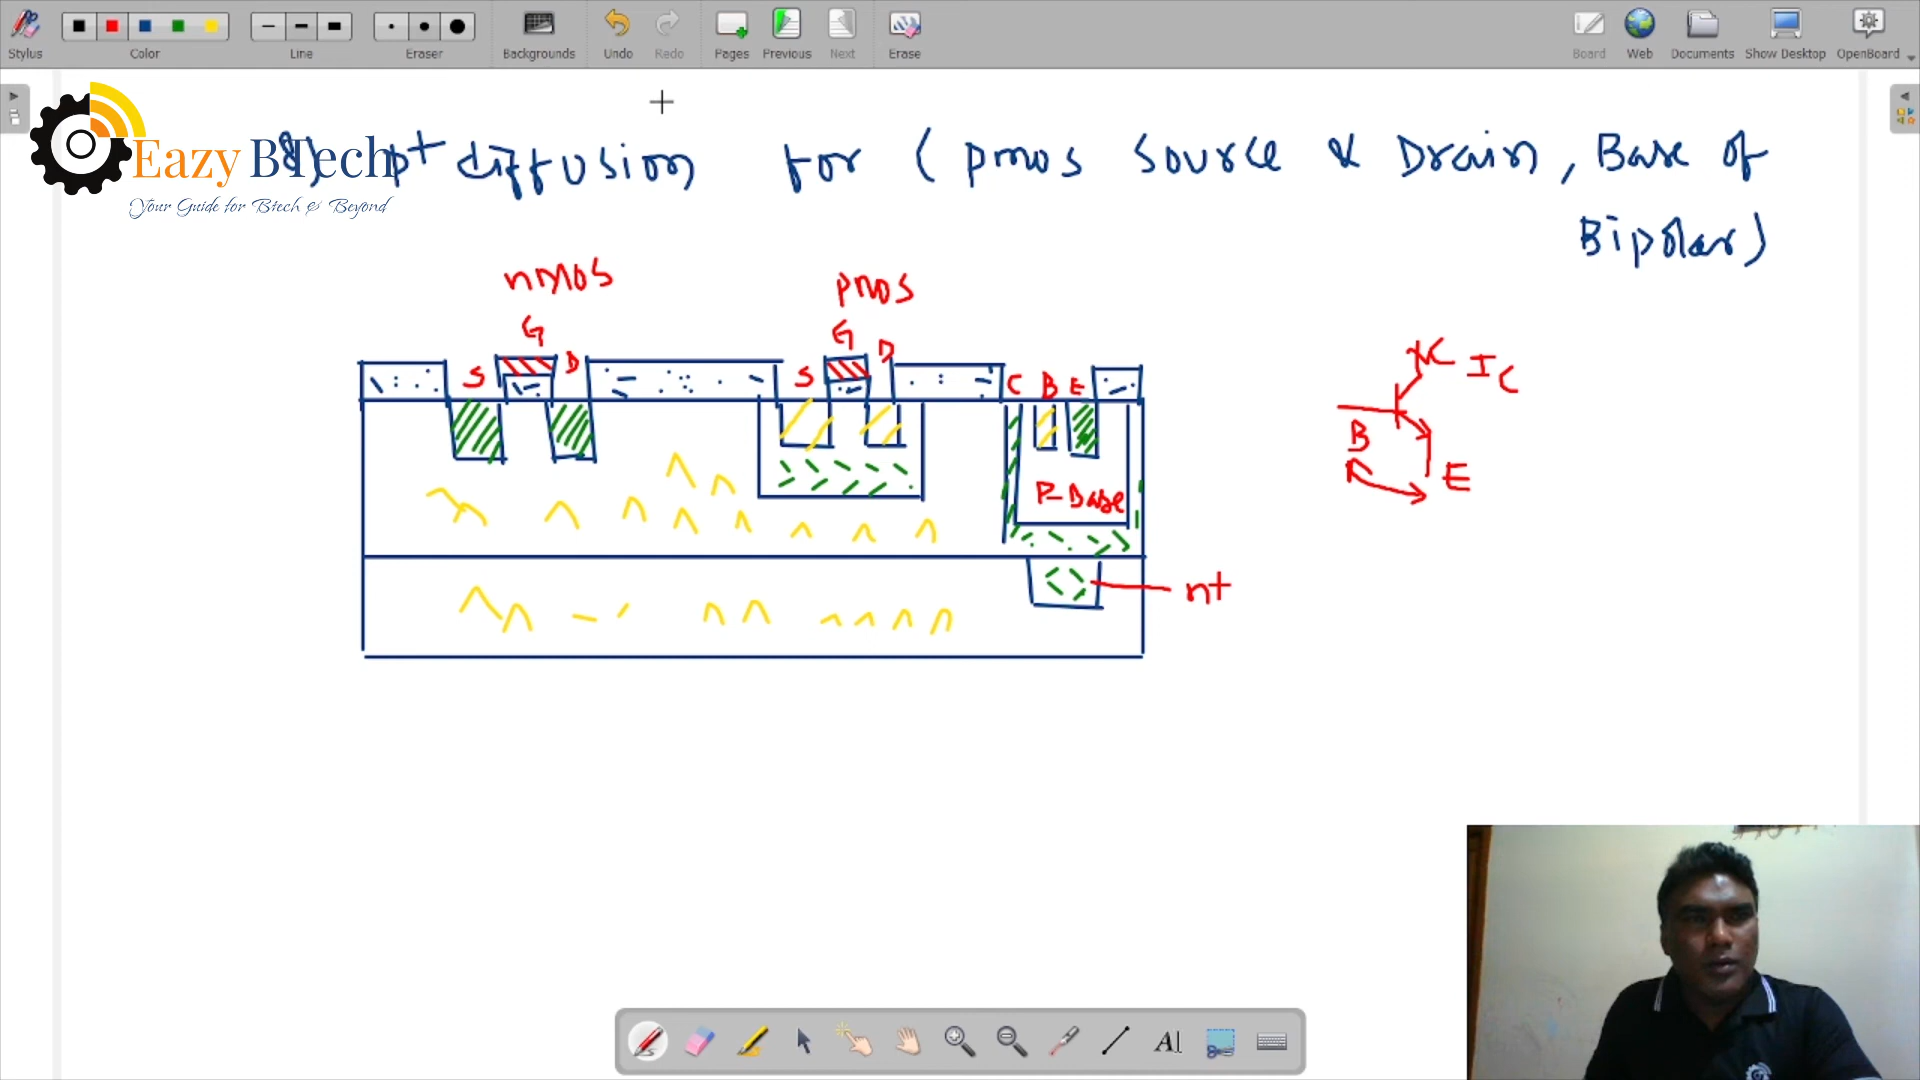 Stylus Color Line Eraser Backgrounds Undo Redo Pages Previous Next Erase Board Web Documents Show Desktop OpenBoard
Eazy BTech
Your Guide for Btech & Beyond
8) p+ diffusion for ( pmos Source & Drain, Base of
Bipolar)
nmos
pmos
G
G
S
D
S
D
C B E
P-Base
n+
C IC
B
E
AI